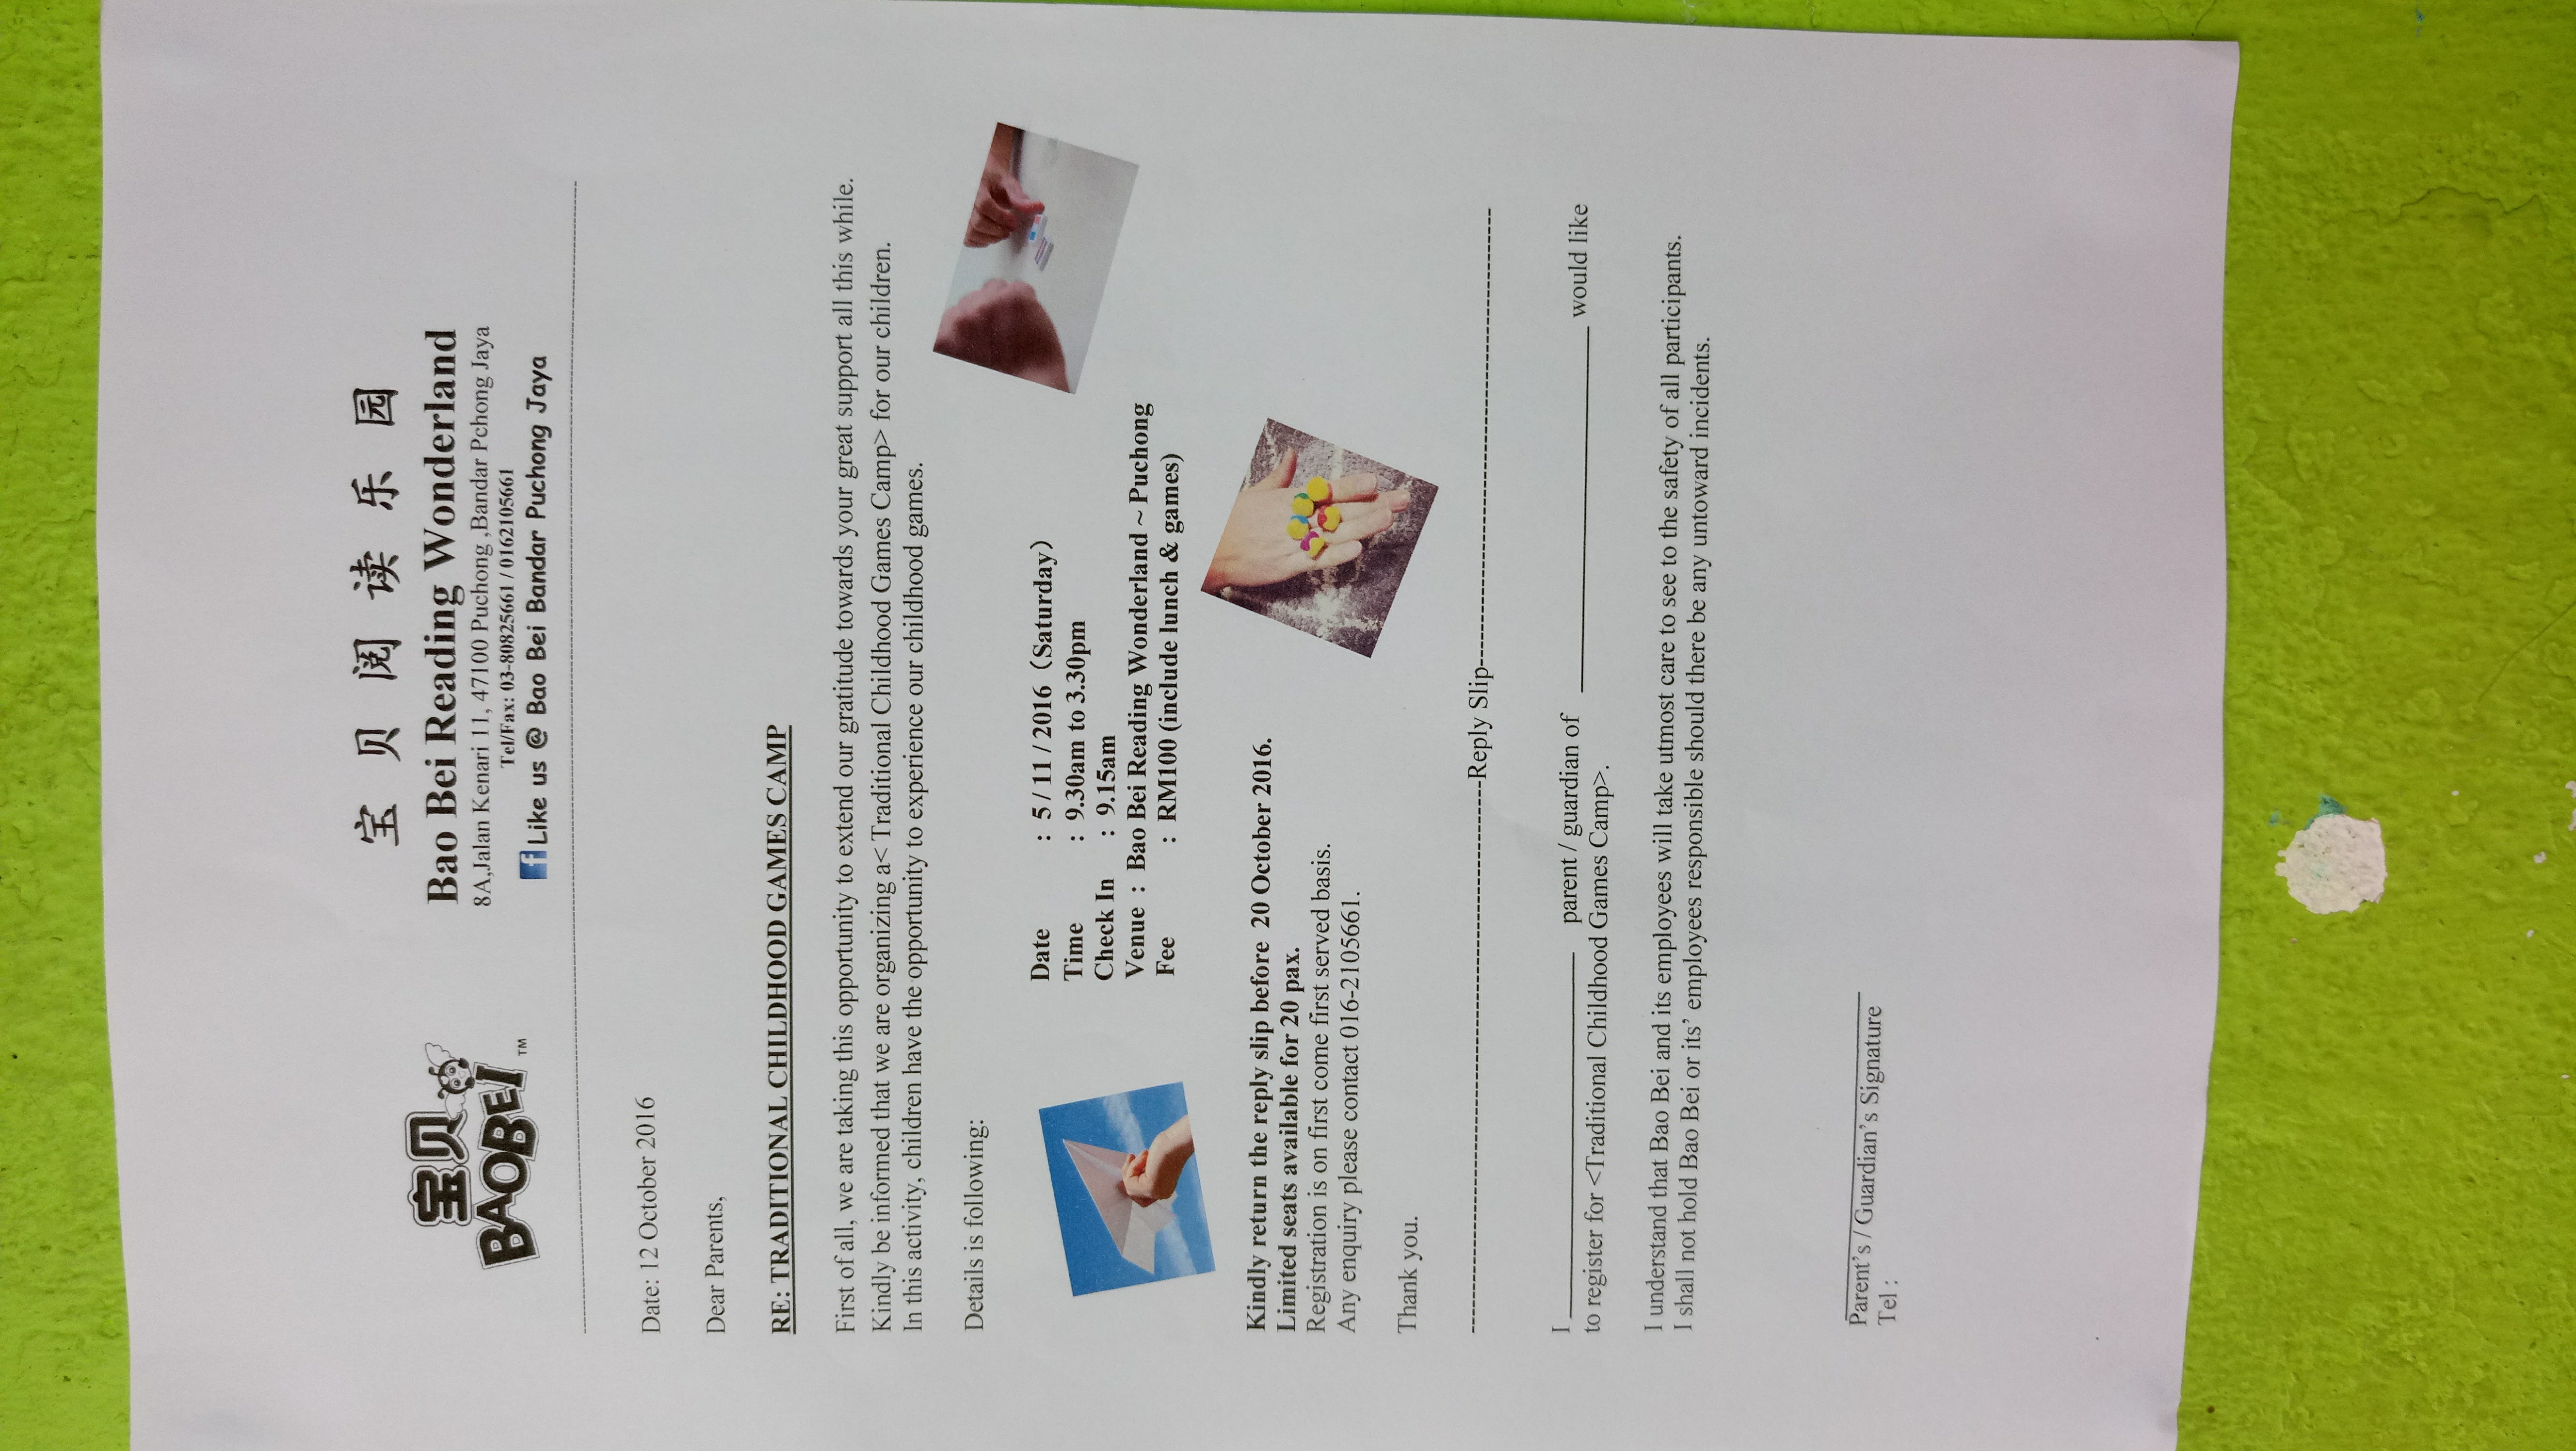 宝贝
BAOBEI TM
宝贝阅读乐园
Bao Bei Reading Wonderland
8A,Jalan Kenari 11, 47100 Puchong ,Bandar Pchong Jaya
Tel/Fax: 03-80825661 / 0162105661
f Like us @ Bao Bei Bandar Puchong Jaya
Date: 12 October 2016
Dear Parents,
RE: TRADITIONAL CHILDHOOD GAMES CAMP
First of all, we are taking this opportunity to extend our gratitude towards your great support all this while.
Kindly be informed that we are organizing a< Traditional Childhood Games Camp> for our children.
In this activity, children have the opportunity to experience our childhood games.
Details is following:
Date : 5 / 11 / 2016（Saturday）
Time : 9.30am to 3.30pm
Check In : 9.15am
Venue : Bao Bei Reading Wonderland ~ Puchong
Fee : RM100 (include lunch & games)
Kindly return the reply slip before 20 October 2016.
Limited seats available for 20 pax.
Registration is on first come first served basis.
Any enquiry please contact 016-2105661.
Thank you.
----------Reply Slip----------
I ____________ parent / guardian of ____________ would like
to register for <Traditional Childhood Games Camp>.
I understand that Bao Bei and its employees will take utmost care to see to the safety of all participants.
I shall not hold Bao Bei or its’ employees responsible should there be any untoward incidents.
Parent’s / Guardian’s Signature
Tel :